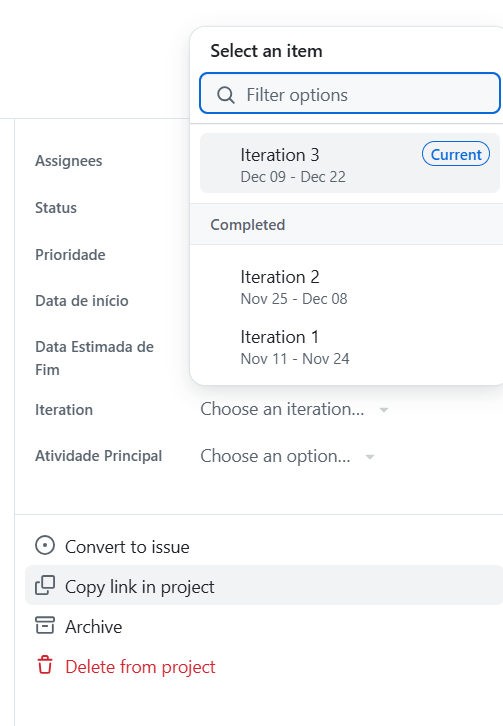 Select an item
Filter options
Iteration 3
Current
Dec 09 - Dec 22
Completed
Iteration 2
Nov 25 - Dec 08
Iteration 1
Nov 11 - Nov 24
Assignees
Status
Prioridade
Data de início
Data Estimada de
Fim
Iteration
Choose an iteration...
Atividade Principal
Choose an option...
Convert to issue
Copy link in project
Archive
Delete from project